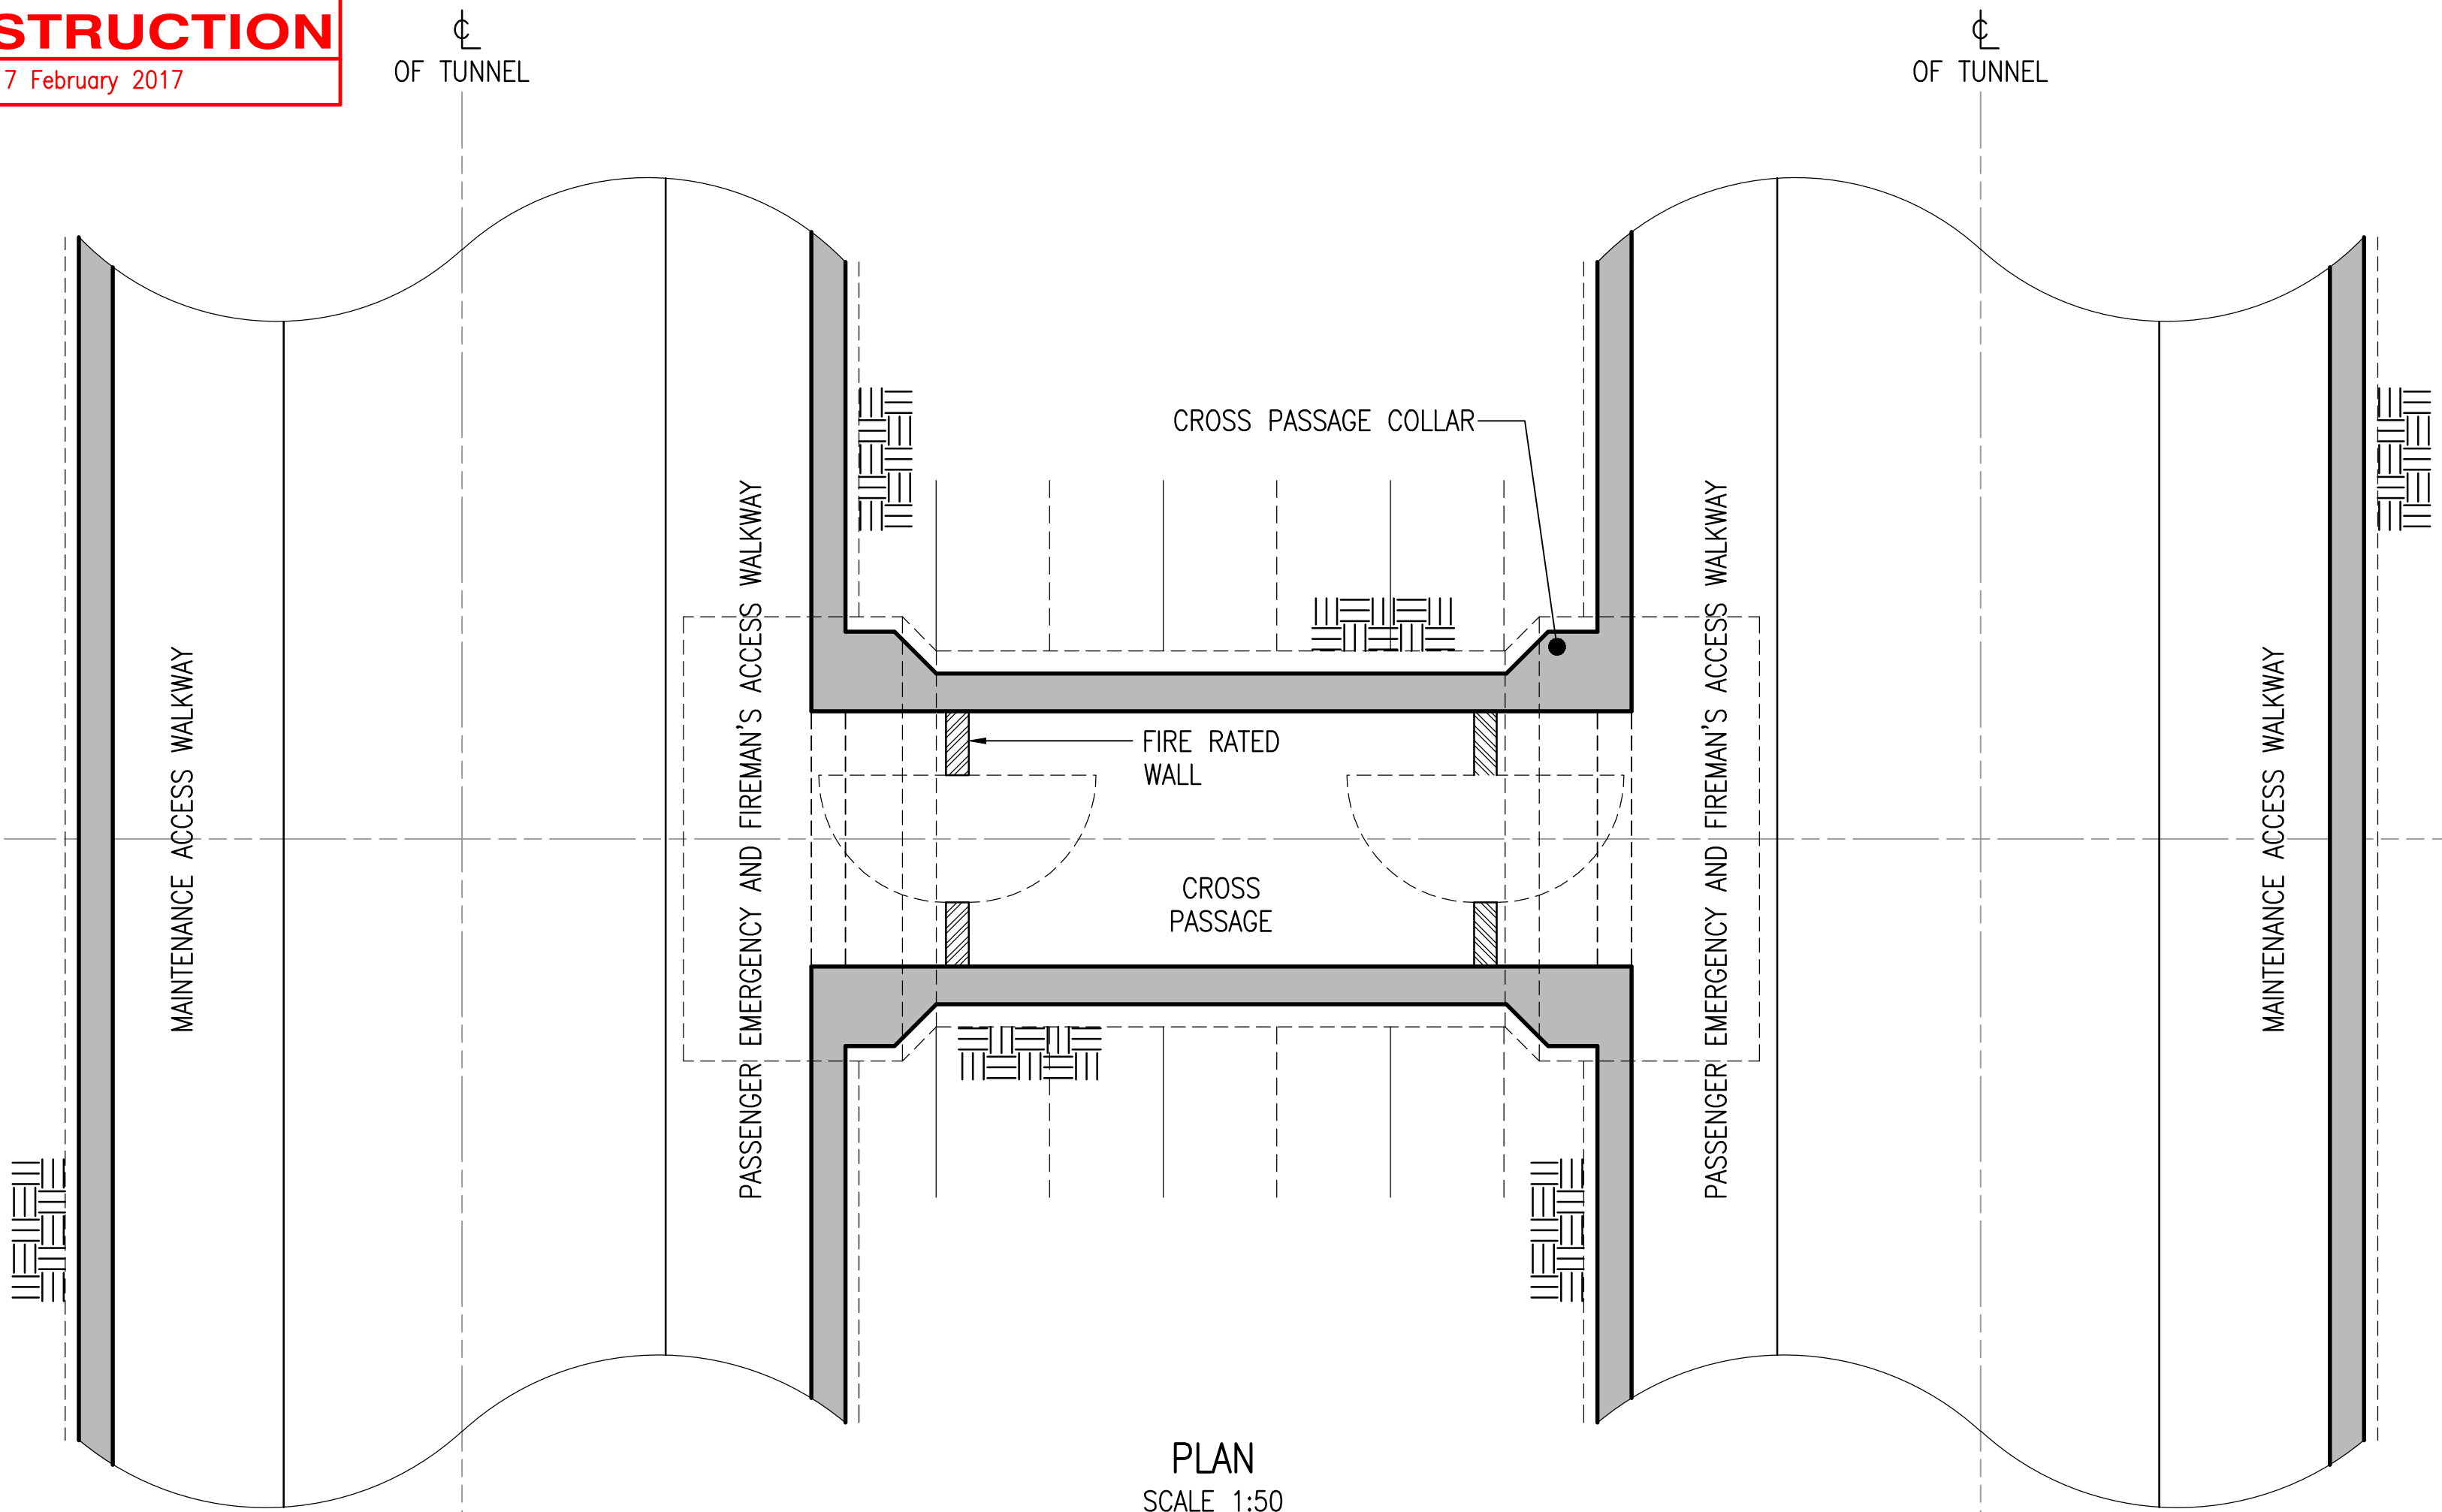 STRUCTION
7 February 2017
℄
OF TUNNEL
℄
OF TUNNEL
CROSS PASSAGE COLLAR
MAINTENANCE ACCESS WALKWAY
PASSENGER EMERGENCY AND FIREMAN'S ACCESS WALKWAY
FIRE RATED
WALL
CROSS
PASSAGE
PASSENGER EMERGENCY AND FIREMAN'S ACCESS WALKWAY
MAINTENANCE ACCESS WALKWAY
PLAN
SCALE 1:50